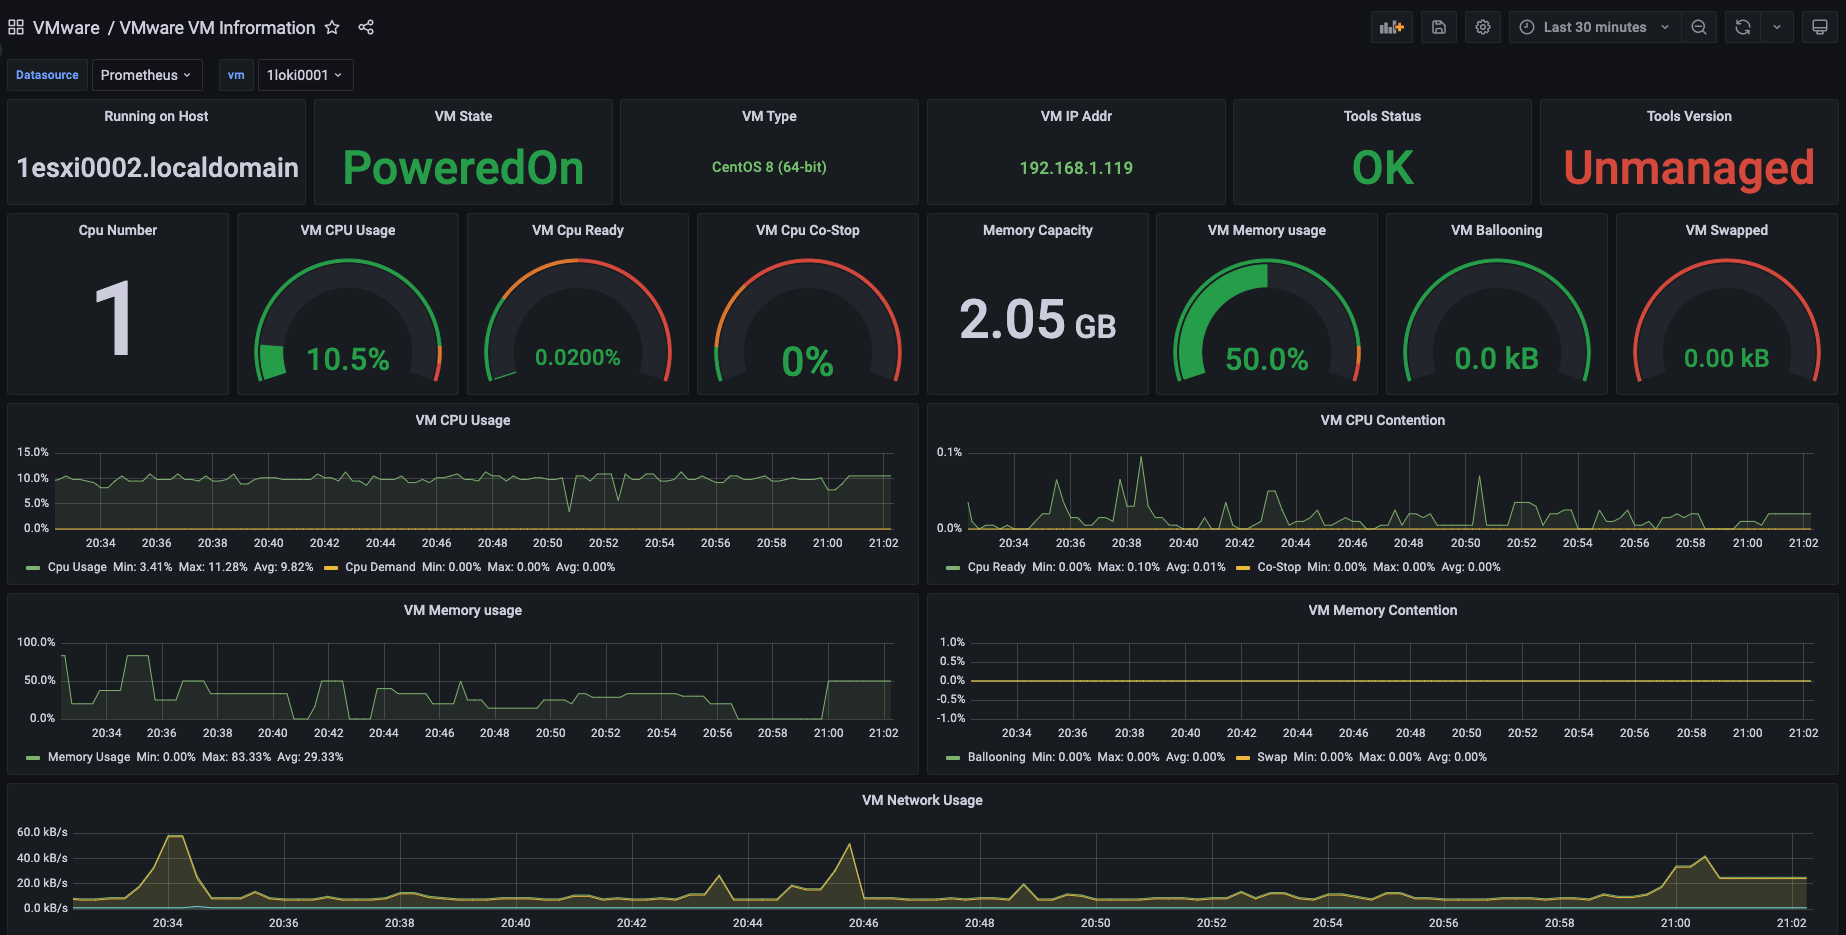 VMware / VMware VM Infrormation
Last 30 minutes
Datasource Prometheus vm 1loki0001
Running on Host
1esxi0002.localdomain
VM State
PoweredOn
VM Type
CentOS 8 (64-bit)
VM IP Addr
192.168.1.119
Tools Status
OK
Tools Version
Unmanaged
Cpu Number
1
VM CPU Usage
10.5%
VM Cpu Ready
0.0200%
VM Cpu Co-Stop
0%
Memory Capacity
2.05 GB
VM Memory usage
50.0%
VM Ballooning
0.0 kB
VM Swapped
0.00 kB
VM CPU Usage
15.0%
10.0%
5.0%
0.0%
20:34 20:36 20:38 20:40 20:42 20:44 20:46 20:48 20:50 20:52 20:54 20:56 20:58 21:00 21:02
Cpu Usage Min: 3.41% Max: 11.28% Avg: 9.82% Cpu Demand Min: 0.00% Max: 0.00% Avg: 0.00%
VM CPU Contention
0.1%
0.0%
20:34 20:36 20:38 20:40 20:42 20:44 20:46 20:48 20:50 20:52 20:54 20:56 20:58 21:00 21:02
Cpu Ready Min: 0.00% Max: 0.10% Avg: 0.01% Co-Stop Min: 0.00% Max: 0.00% Avg: 0.00%
VM Memory usage
100.0%
50.0%
0.0%
20:34 20:36 20:38 20:40 20:42 20:44 20:46 20:48 20:50 20:52 20:54 20:56 20:58 21:00 21:02
Memory Usage Min: 0.00% Max: 83.33% Avg: 29.33%
VM Memory Contention
1.0%
0.5%
0.0%
-0.5%
-1.0%
20:34 20:36 20:38 20:40 20:42 20:44 20:46 20:48 20:50 20:52 20:54 20:56 20:58 21:00 21:02
Ballooning Min: 0.00% Max: 0.00% Avg: 0.00% Swap Min: 0.00% Max: 0.00% Avg: 0.00%
VM Network Usage
60.0 kB/s
40.0 kB/s
20.0 kB/s
0.0 kB/s
20:34 20:36 20:38 20:40 20:42 20:44 20:46 20:48 20:50 20:52 20:54 20:56 20:58 21:00 21:02